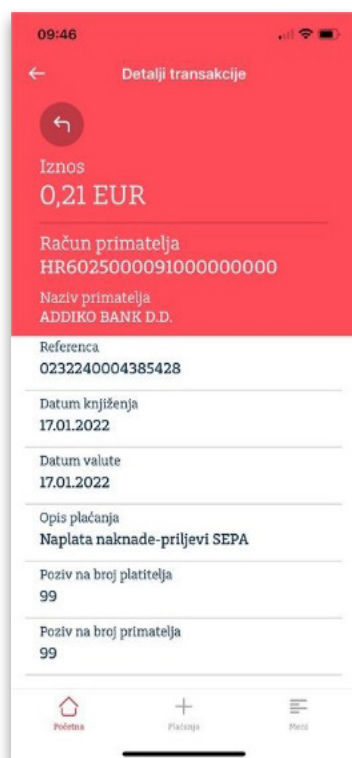 09:46
Detalji transakcije
Iznos
0,21 EUR
Račun primatelja
HR6025000091000000000
Naziv primatelja
ADDIKO BANK D.D.
Referenca
0232240004385428
Datum knjiženja
17.01.2022
Datum valute
17.01.2022
Opis plaćanja
Naplata naknade-priljevi SEPA
Poziv na broj platitelja
99
Poziv na broj primatelja
99
Početna
Plaćanja
Meni